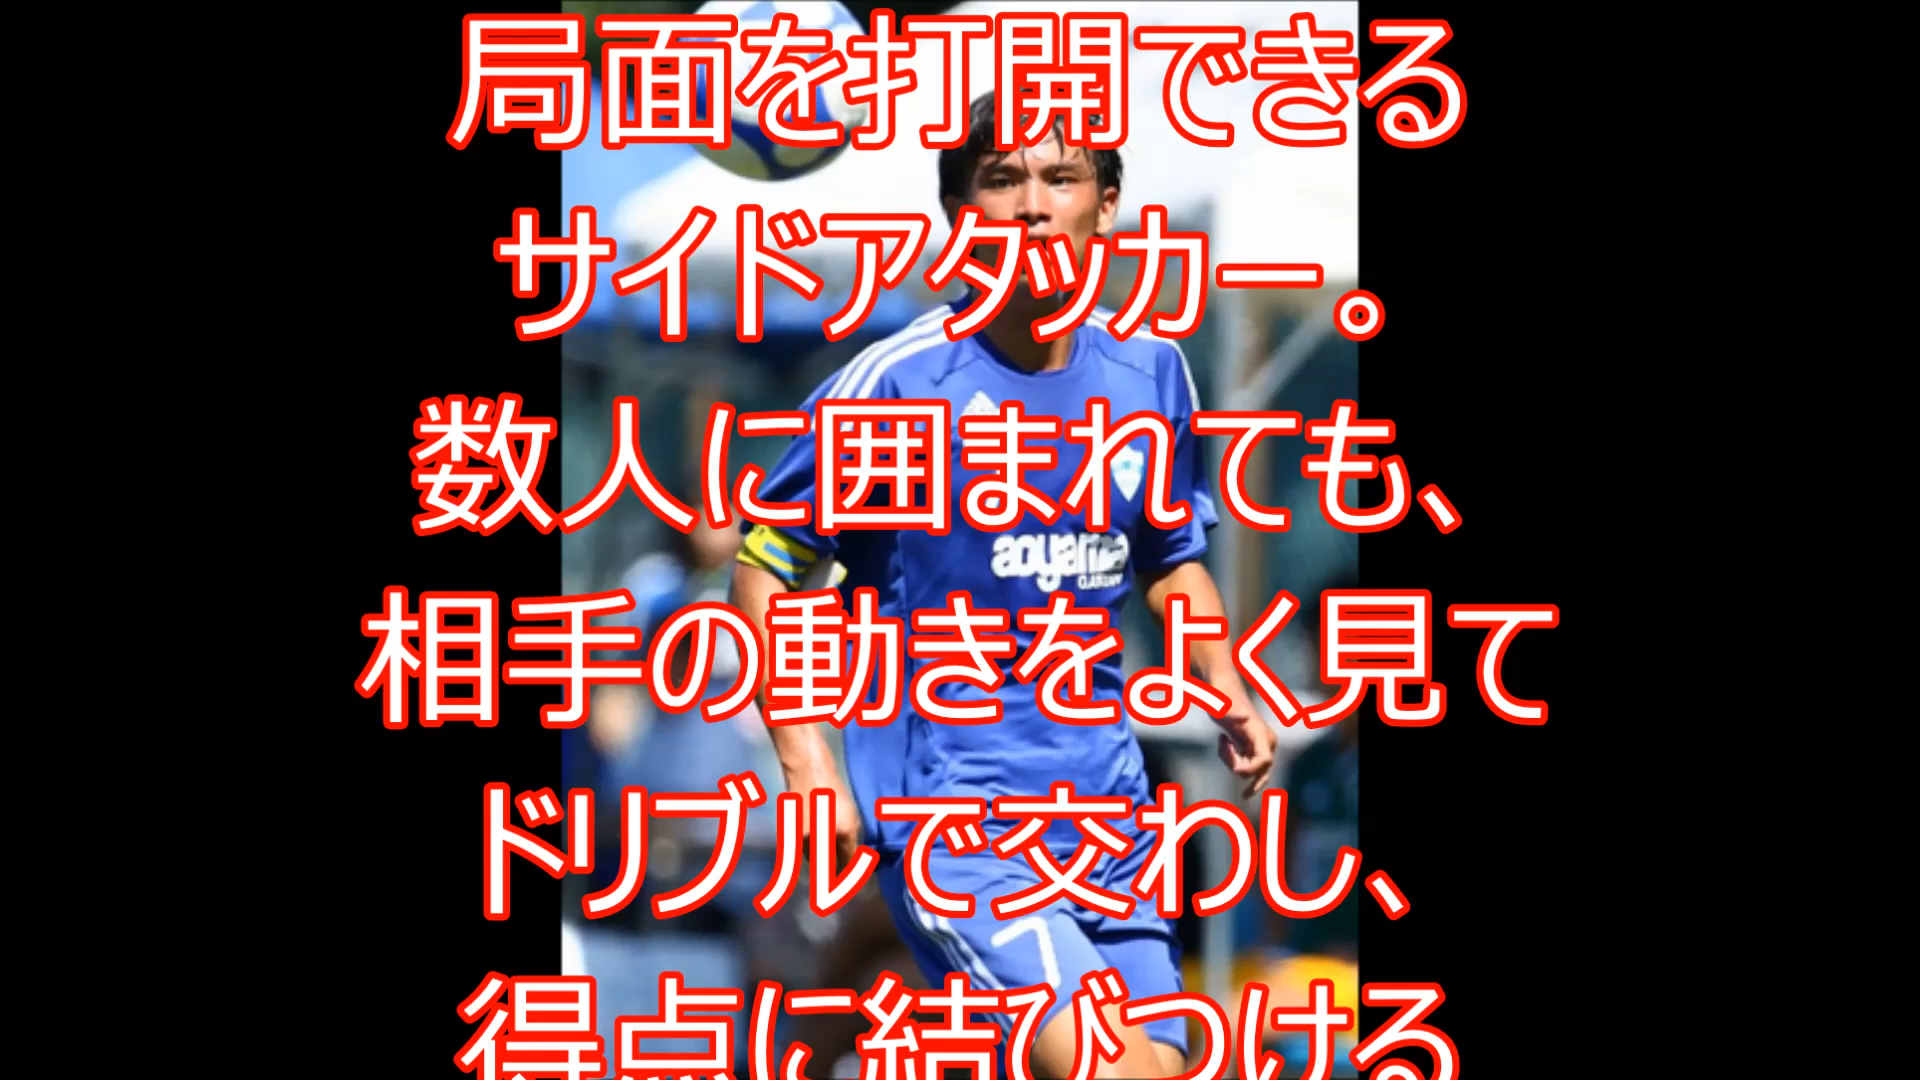 局面を打開できる
サイドアタッカー。
数人に囲まれても、
相手の動きをよく見て
ドリブルで交わし、
得点に結びつける
7